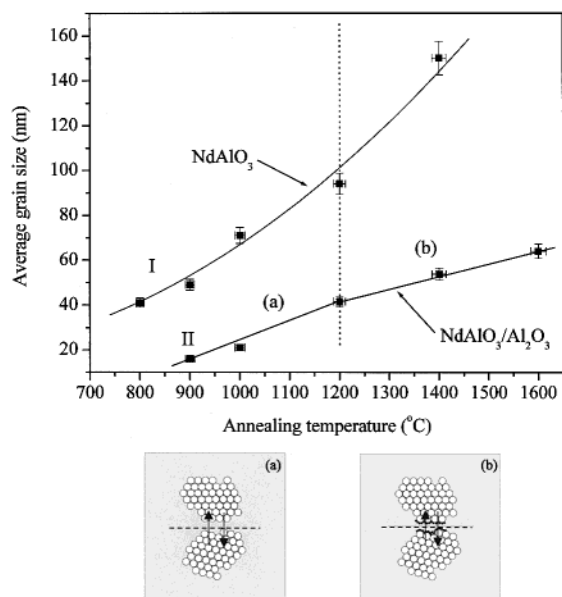 160
140
120
100
80
60
40
20
Average grain size (nm)
NdAlO3
I
(b)
(a)
II
NdAlO3/Al2O3
700 800 900 1000 1100 1200 1300 1400 1500 1600
Annealing temperature (°C)
(a) (b)